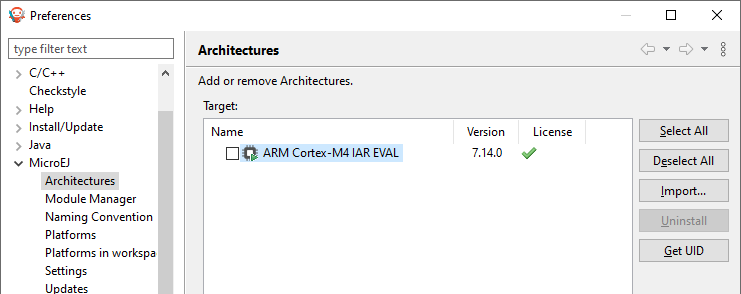 Preferences
type filter text
C/C++
Checkstyle
Help
Install/Update
Java
MicroEJ
Architectures
Module Manager
Naming Convention
Platforms
Platforms in workspa
Settings
Updates
Architectures
Add or remove Architectures.
Target:
Name Version License
ARM Cortex-M4 IAR EVAL 7.14.0
Select All
Deselect All
Import...
Uninstall
Get UID